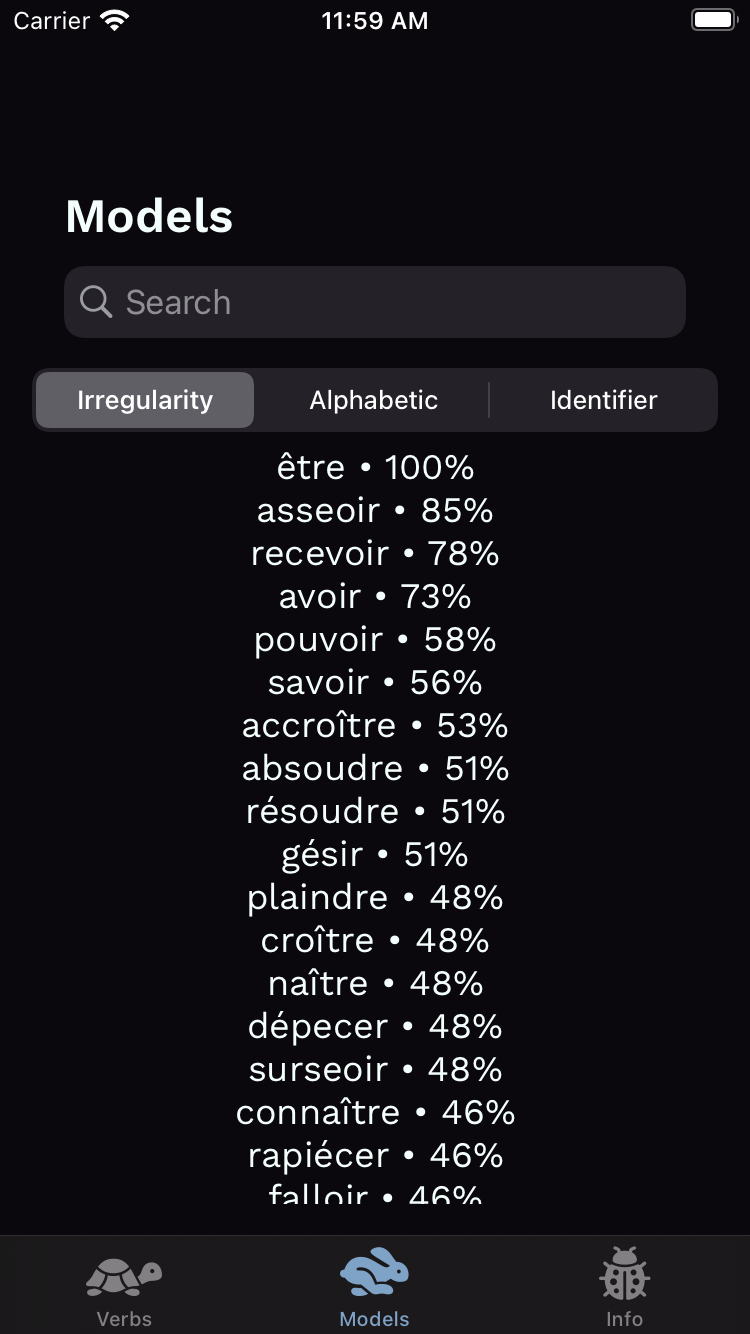 Carrier 11:59 AM
Models
Search
Irregularity Alphabetic Identifier
être • 100%
asseoir • 85%
recevoir • 78%
avoir • 73%
pouvoir • 58%
savoir • 56%
accroître • 53%
absoudre • 51%
résoudre • 51%
gésir • 51%
plaindre • 48%
croître • 48%
naître • 48%
dépecer • 48%
surseoir • 48%
connaître • 46%
rapiécer • 46%
falloir • 46%
Verbs Models Info